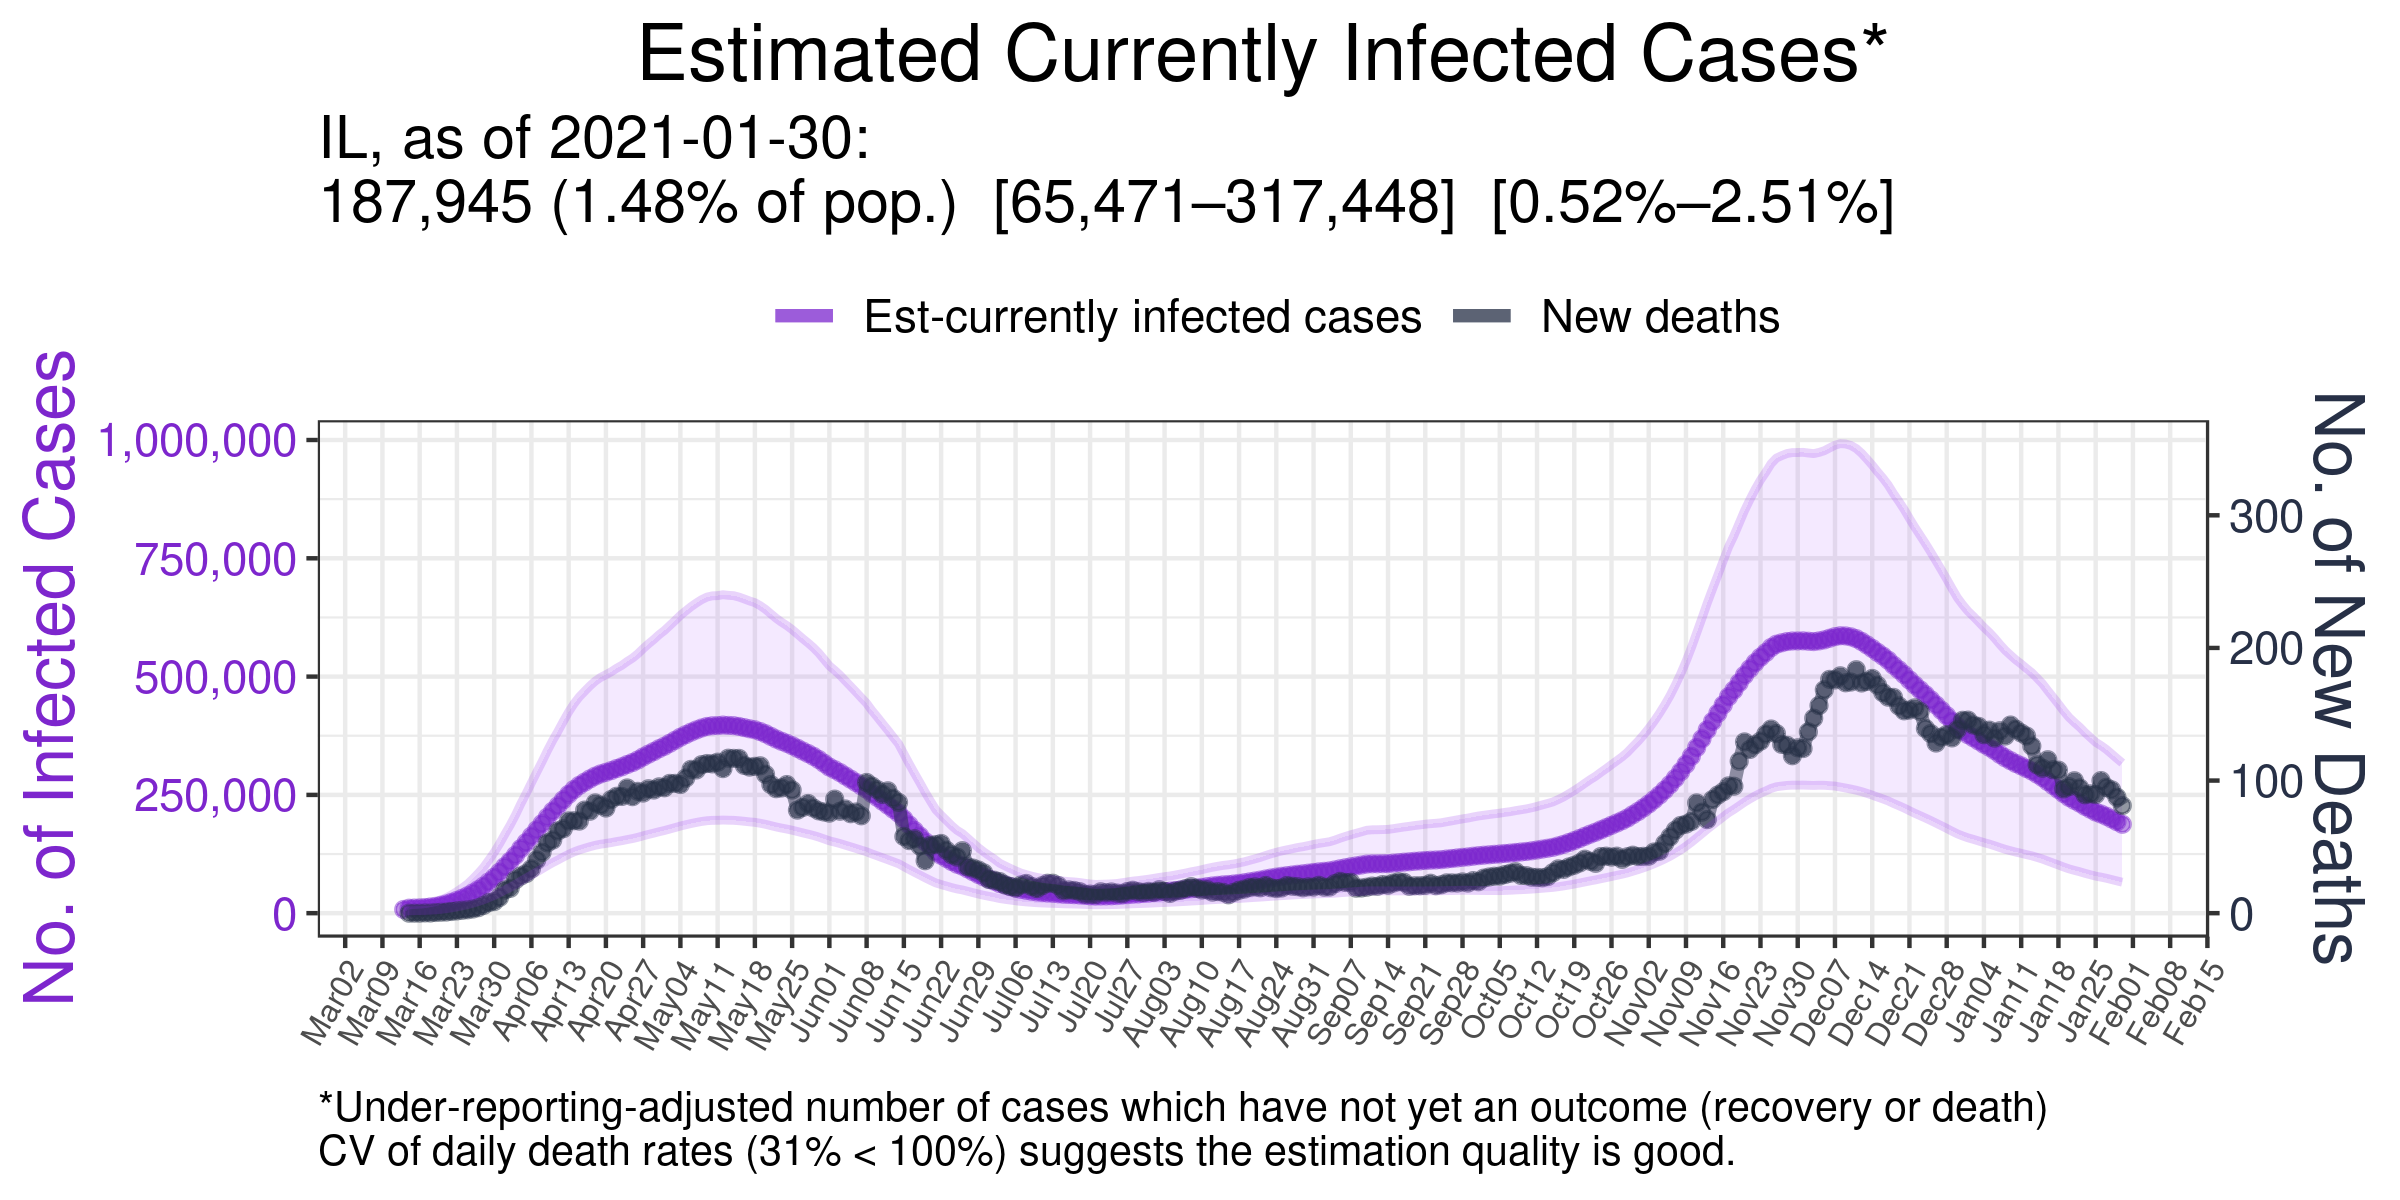 Estimated Currently Infected Cases*
IL, as of 2021-01-30:
187,945 (1.48% of pop.) [65,471–317,448] [0.52%–2.51%]
Est-currently infected cases
New deaths
No. of Infected Cases
1,000,000
750,000
500,000
250,000
0
No. of New Deaths
300
200
100
0
Mar02
Mar09
Mar16
Mar23
Mar30
Apr06
Apr13
Apr20
Apr27
May04
May11
May18
May25
Jun01
Jun08
Jun15
Jun22
Jun29
Jul06
Jul13
Jul20
Jul27
Aug03
Aug10
Aug17
Aug24
Aug31
Sep07
Sep14
Sep21
Sep28
Oct05
Oct12
Oct19
Oct26
Nov02
Nov09
Nov16
Nov23
Nov30
Dec07
Dec14
Dec21
Dec28
Jan04
Jan11
Jan18
Jan25
Feb01
Feb08
Feb15
*Under-reporting-adjusted number of cases which have not yet an outcome (recovery or death)
CV of daily death rates (31% < 100%) suggests the estimation quality is good.